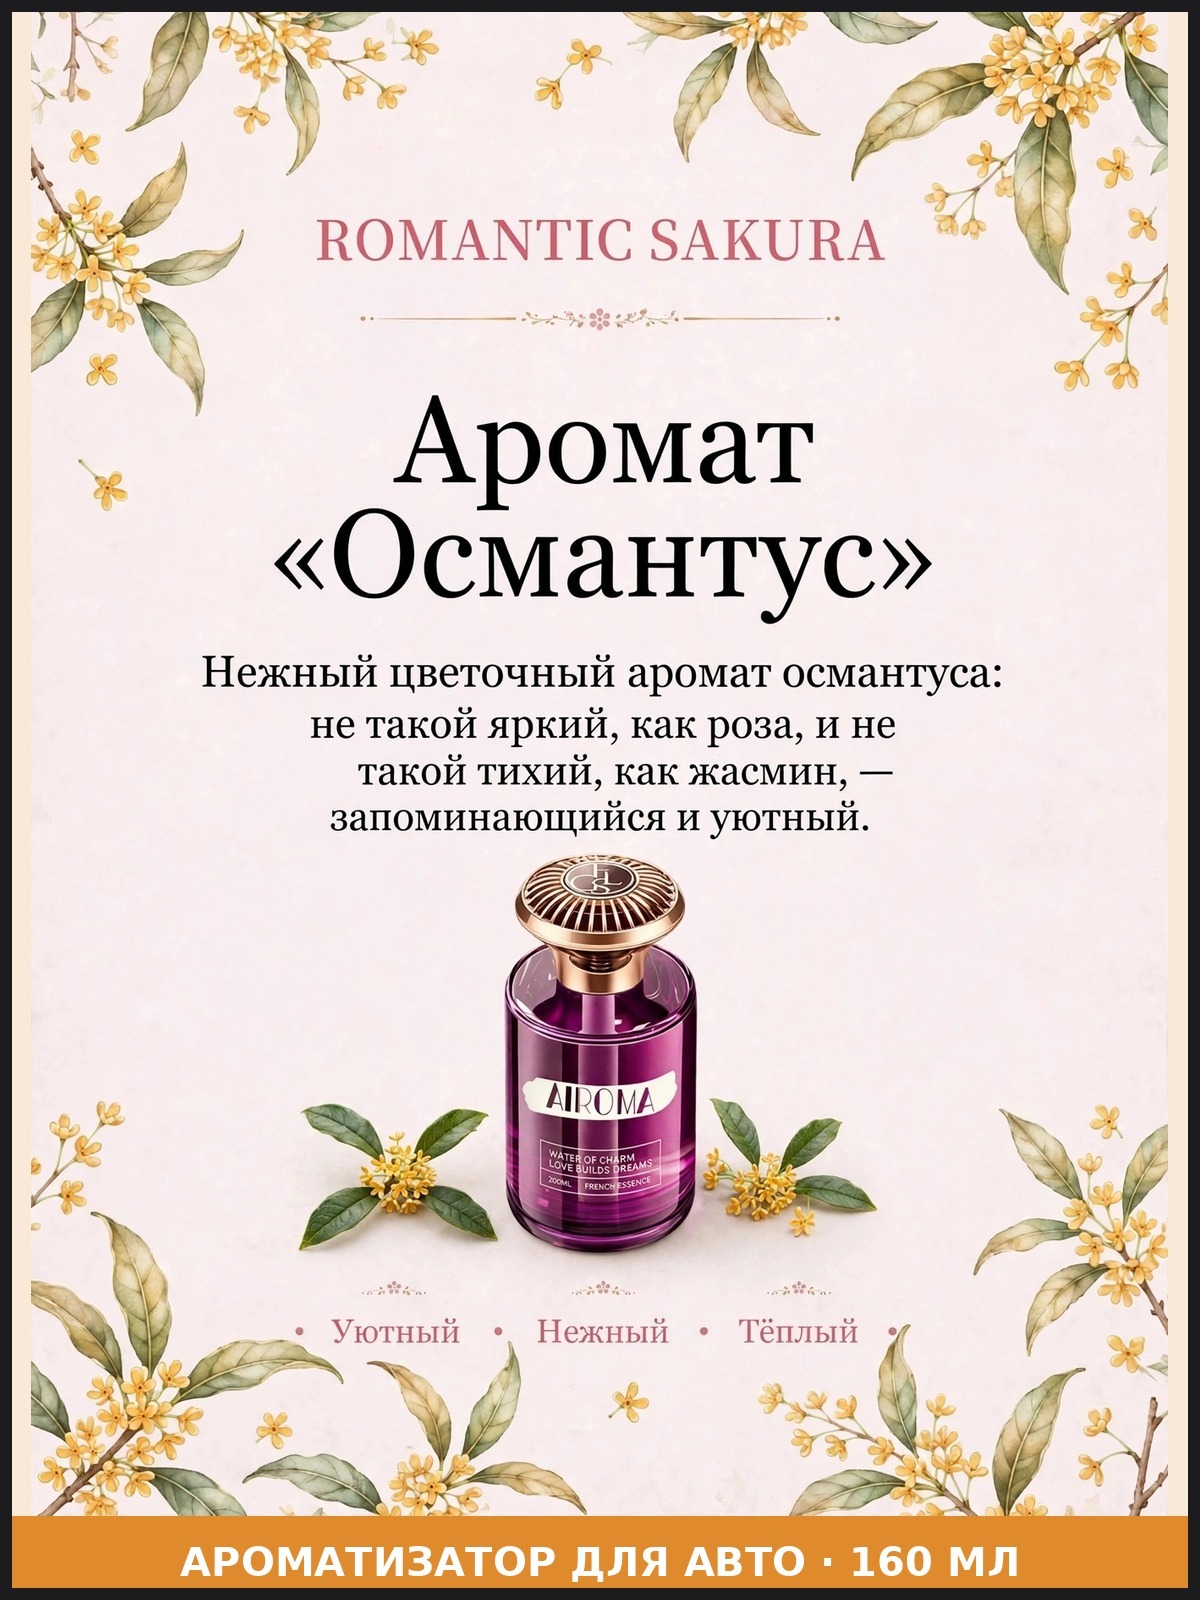 ROMANTIC SAKURA
Аромат
«Османтус»
Нежный цветочный аромат османтуса:
не такой яркий, как роза, и не
такой тихий, как жасмин, —
запоминающийся и уютный.
AIROMA
WATER OF CHARM
LOVE BUILDS DREAMS
200ML FRENCH ESSENCE
• Уютный • Нежный • Тёплый •
АРОМАТИЗАТОР ДЛЯ АВТО · 160 МЛ